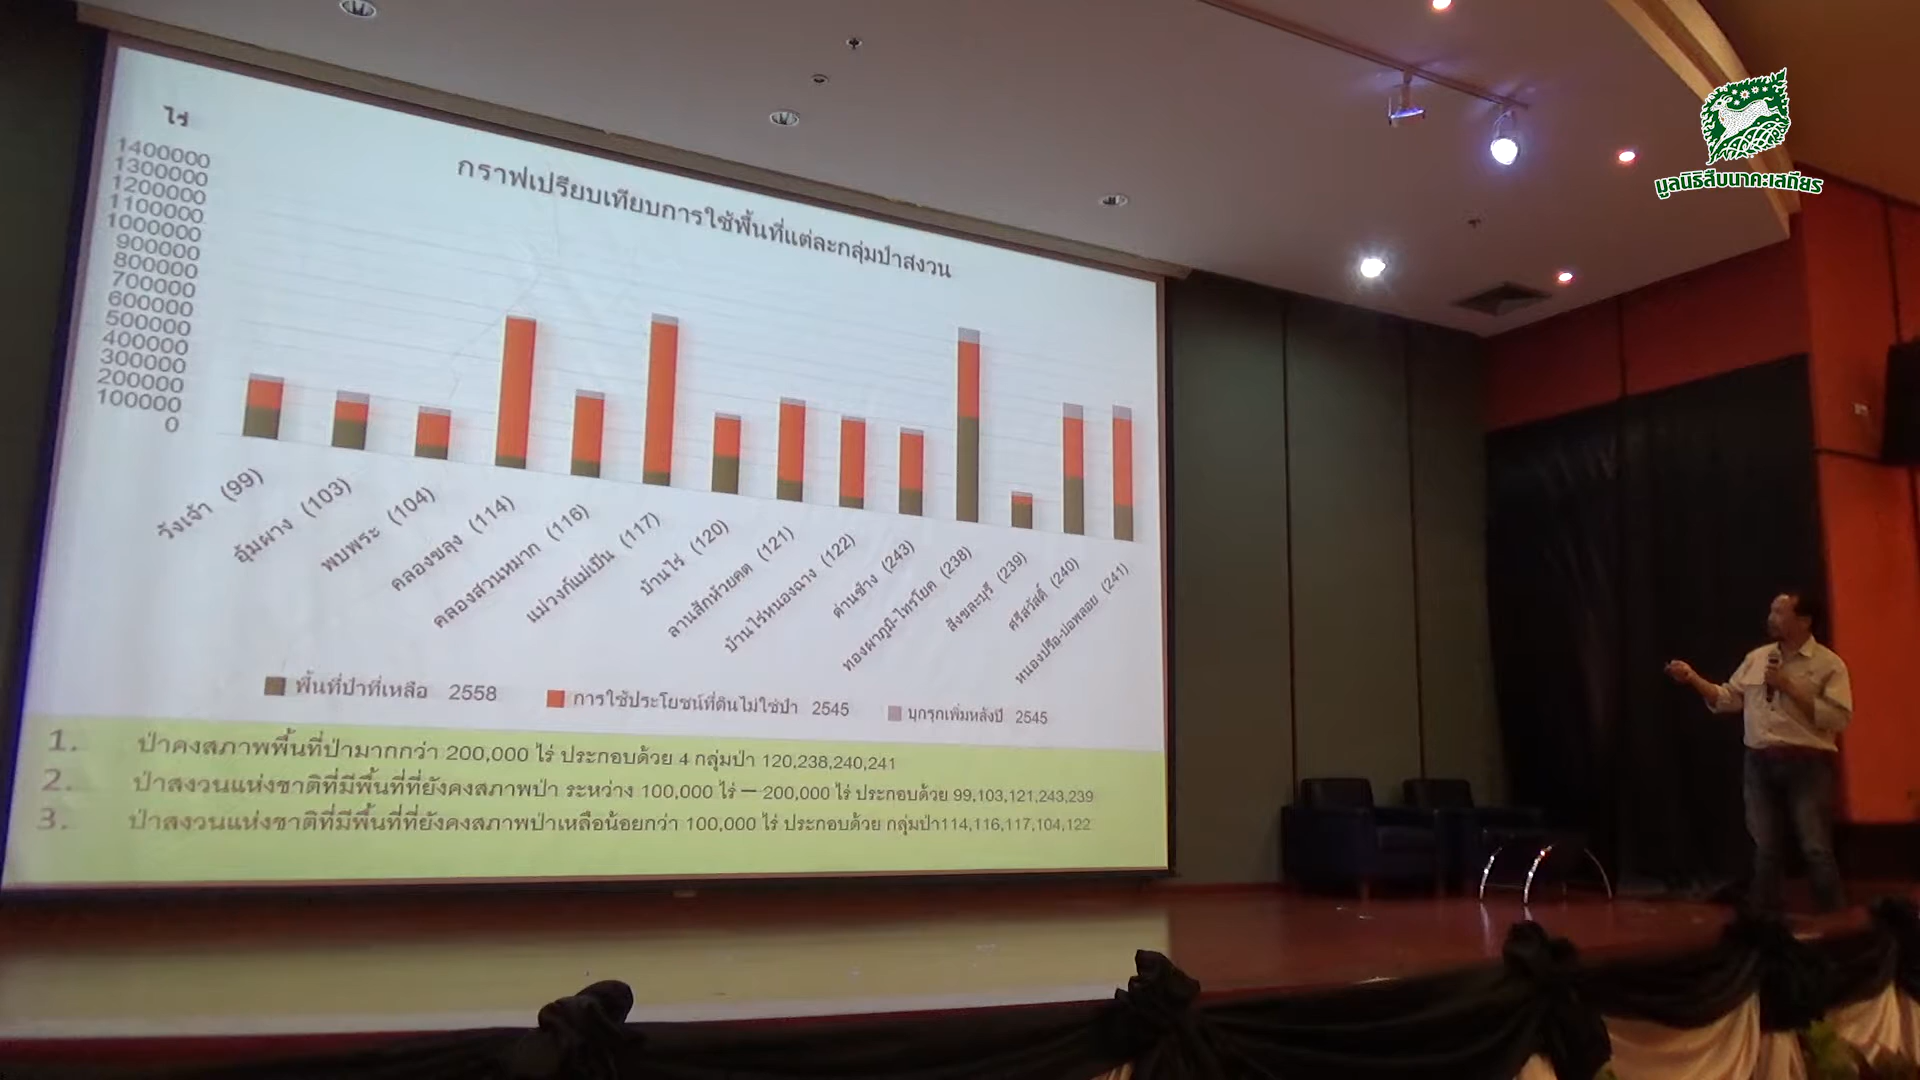 มูลนิธิสืบนาคะเสถียร
ไร่
กราฟเปรียบเทียบการใช้พื้นที่แต่ละกลุ่มป่าสงวน
1400000
1300000
1200000
1100000
1000000
900000
800000
700000
600000
500000
400000
300000
200000
100000
0
วังเจ้า (99)
อุ้มผาง (103)
พบพระ (104)
คลองขลุง (114)
คลองสวนหมาก (116)
แม่วงก์แม่เปิน (117)
บ้านไร่ (120)
ลานสักห้วยคต (121)
บ้านไร่หนองฉาง (122)
ด่านช้าง (243)
ทองผาภูมิ-ไทรโยค (238)
สังขละบุรี (239)
ศรีสวัสดิ์ (240)
หนองปรือ-บ่อพลอย (241)
พื้นที่ป่าที่เหลือ 2558
การใช้ประโยชน์ที่ดินไม่ใช่ป่า 2545
บุกรุกเพิ่มหลังปี 2545
1. ป่าคงสภาพพื้นที่ป่ามากกว่า 200,000 ไร่ ประกอบด้วย 4 กลุ่มป่า 120,238,240,241
2. ป่าสงวนแห่งชาติที่มีพื้นที่ที่ยังคงสภาพป่า ระหว่าง 100,000 ไร่ – 200,000 ไร่ ประกอบด้วย 99,103,121,243,239
3. ป่าสงวนแห่งชาติที่มีพื้นที่ที่ยังคงสภาพป่าเหลือน้อยกว่า 100,000 ไร่ ประกอบด้วย กลุ่มป่า114,116,117,104,122